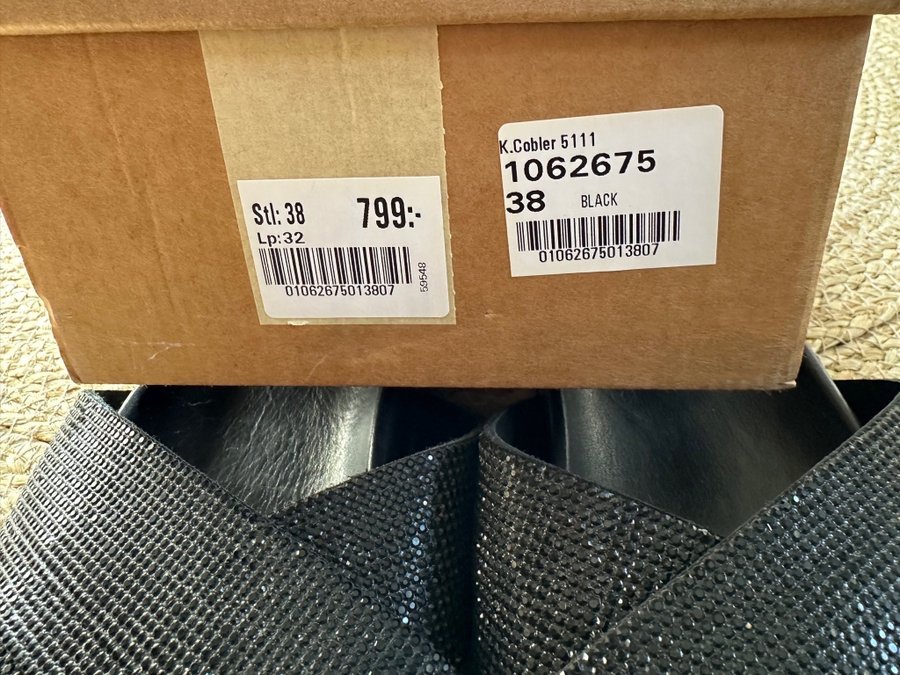 Stl: 38 799:-
Lp:32
01062675013807
59548
K.Cobler 5111
1062675
38 BLACK
01062675013807